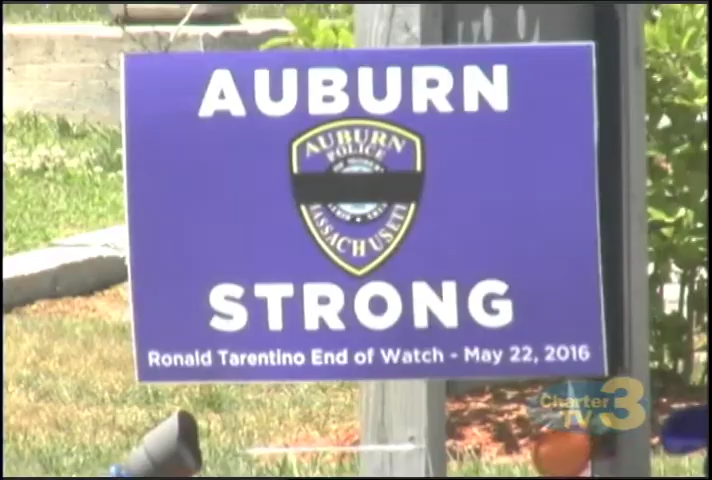 AUBURN
AUBURN
POLICE
MASSACHUSETTS
STRONG
Ronald Tarentino End of Watch - May 22, 2016
Charter
TV3